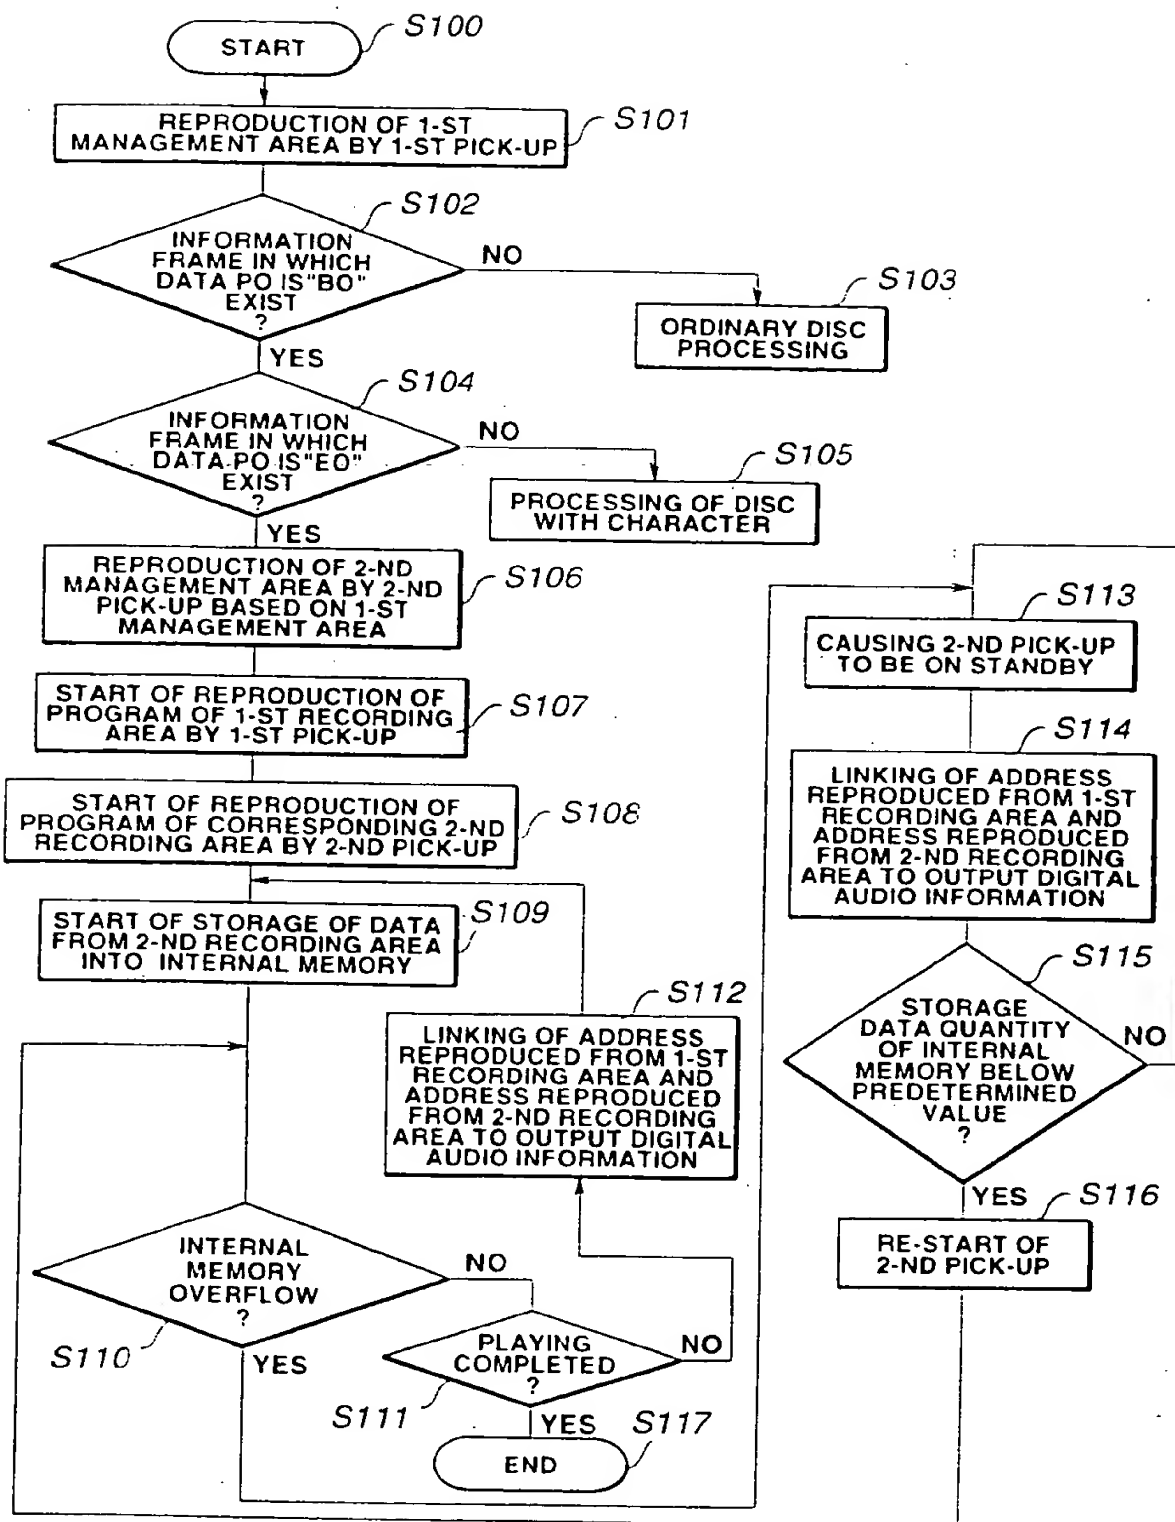 START
S100
REPRODUCTION OF 1-ST
MANAGEMENT AREA BY 1-ST PICK-UP
S101
S102
INFORMATION
FRAME IN WHICH
DATA PO IS"BO"
EXIST
?
NO
YES
S103
ORDINARY DISC
PROCESSING
S104
INFORMATION
FRAME IN WHICH
DATA PO IS"EO"
EXIST
?
NO
YES
S105
PROCESSING OF DISC
WITH CHARACTER
REPRODUCTION OF 2-ND
MANAGEMENT AREA BY 2-ND
PICK-UP BASED ON 1-ST
MANAGEMENT AREA
S106
START OF REPRODUCTION OF
PROGRAM OF 1-ST RECORDING
AREA BY 1-ST PICK-UP
S107
START OF REPRODUCTION OF
PROGRAM OF CORRESPONDING 2-ND
RECORDING AREA BY 2-ND PICK-UP
S108
START OF STORAGE OF DATA
FROM 2-ND RECORDING AREA
INTO INTERNAL MEMORY
S109
INTERNAL
MEMORY
OVERFLOW
?
S110
NO
YES
PLAYING
COMPLETED
?
S111
NO
YES
END
S117
S112
LINKING OF ADDRESS
REPRODUCED FROM 1-ST
RECORDING AREA AND
ADDRESS REPRODUCED
FROM 2-ND RECORDING
AREA TO OUTPUT DIGITAL
AUDIO INFORMATION
S113
CAUSING 2-ND PICK-UP
TO BE ON STANDBY
S114
LINKING OF ADDRESS
REPRODUCED FROM 1-ST
RECORDING AREA AND
ADDRESS REPRODUCED
FROM 2-ND RECORDING
AREA TO OUTPUT DIGITAL
AUDIO INFORMATION
S115
STORAGE
DATA QUANTITY
OF INTERNAL
MEMORY BELOW
PREDETERMINED
VALUE
?
NO
YES
S116
RE-START OF
2-ND PICK-UP